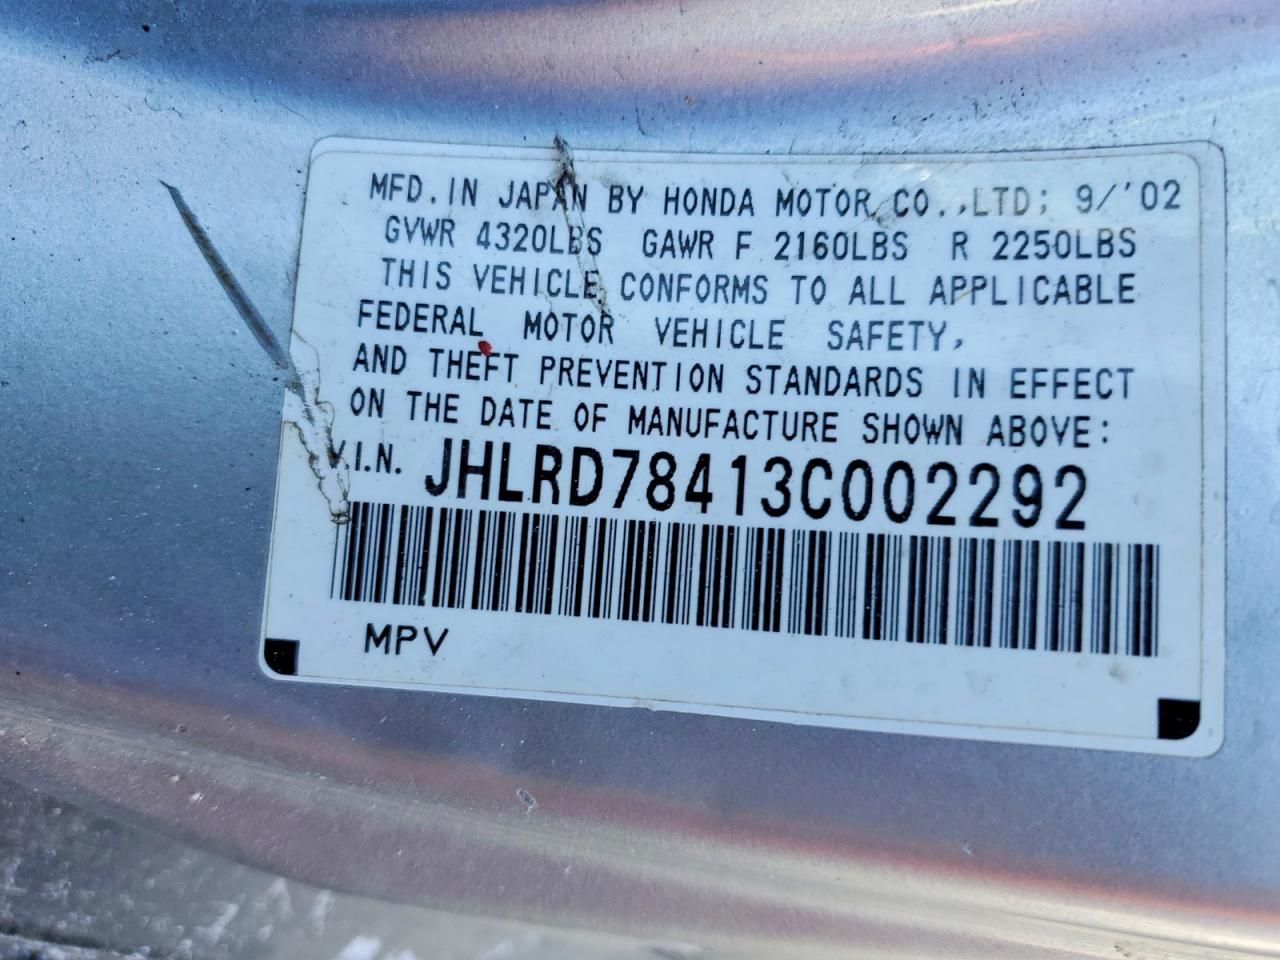 MFD. IN JAPAN BY HONDA MOTOR CO.,LTD; 9/'02
GVWR 4320LBS GAWR F 2160LBS R 2250LBS
THIS VEHICLE CONFORMS TO ALL APPLICABLE
FEDERAL MOTOR VEHICLE SAFETY,
AND THEFT PREVENTION STANDARDS IN EFFECT
ON THE DATE OF MANUFACTURE SHOWN ABOVE:
V.I.N. JHLRD78413C002292
MPV